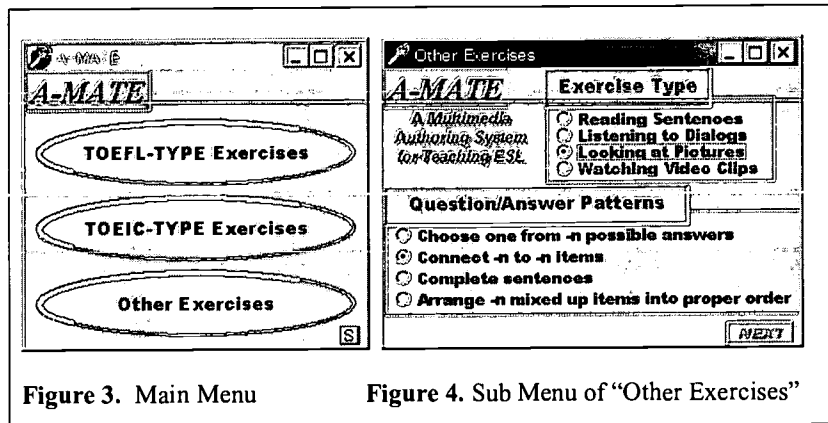 A-MATE
A-MATE
TOEFL-TYPE Exercises
TOEIC-TYPE Exercises
Other Exercises
S
Figure 3. Main Menu
Other Exercises
A-MATE
A Multimedia
Authoring System
for Teaching ESL
Exercise Type
Reading Sentences
Listening to Dialogs
Looking at Pictures
Watching Video Clips
Question/Answer Patterns
Choose one from -n possible answers
Connect -n to -n items
Complete sentences
Arrange -n mixed up items into proper order
NEXT
Figure 4. Sub Menu of "Other Exercises"